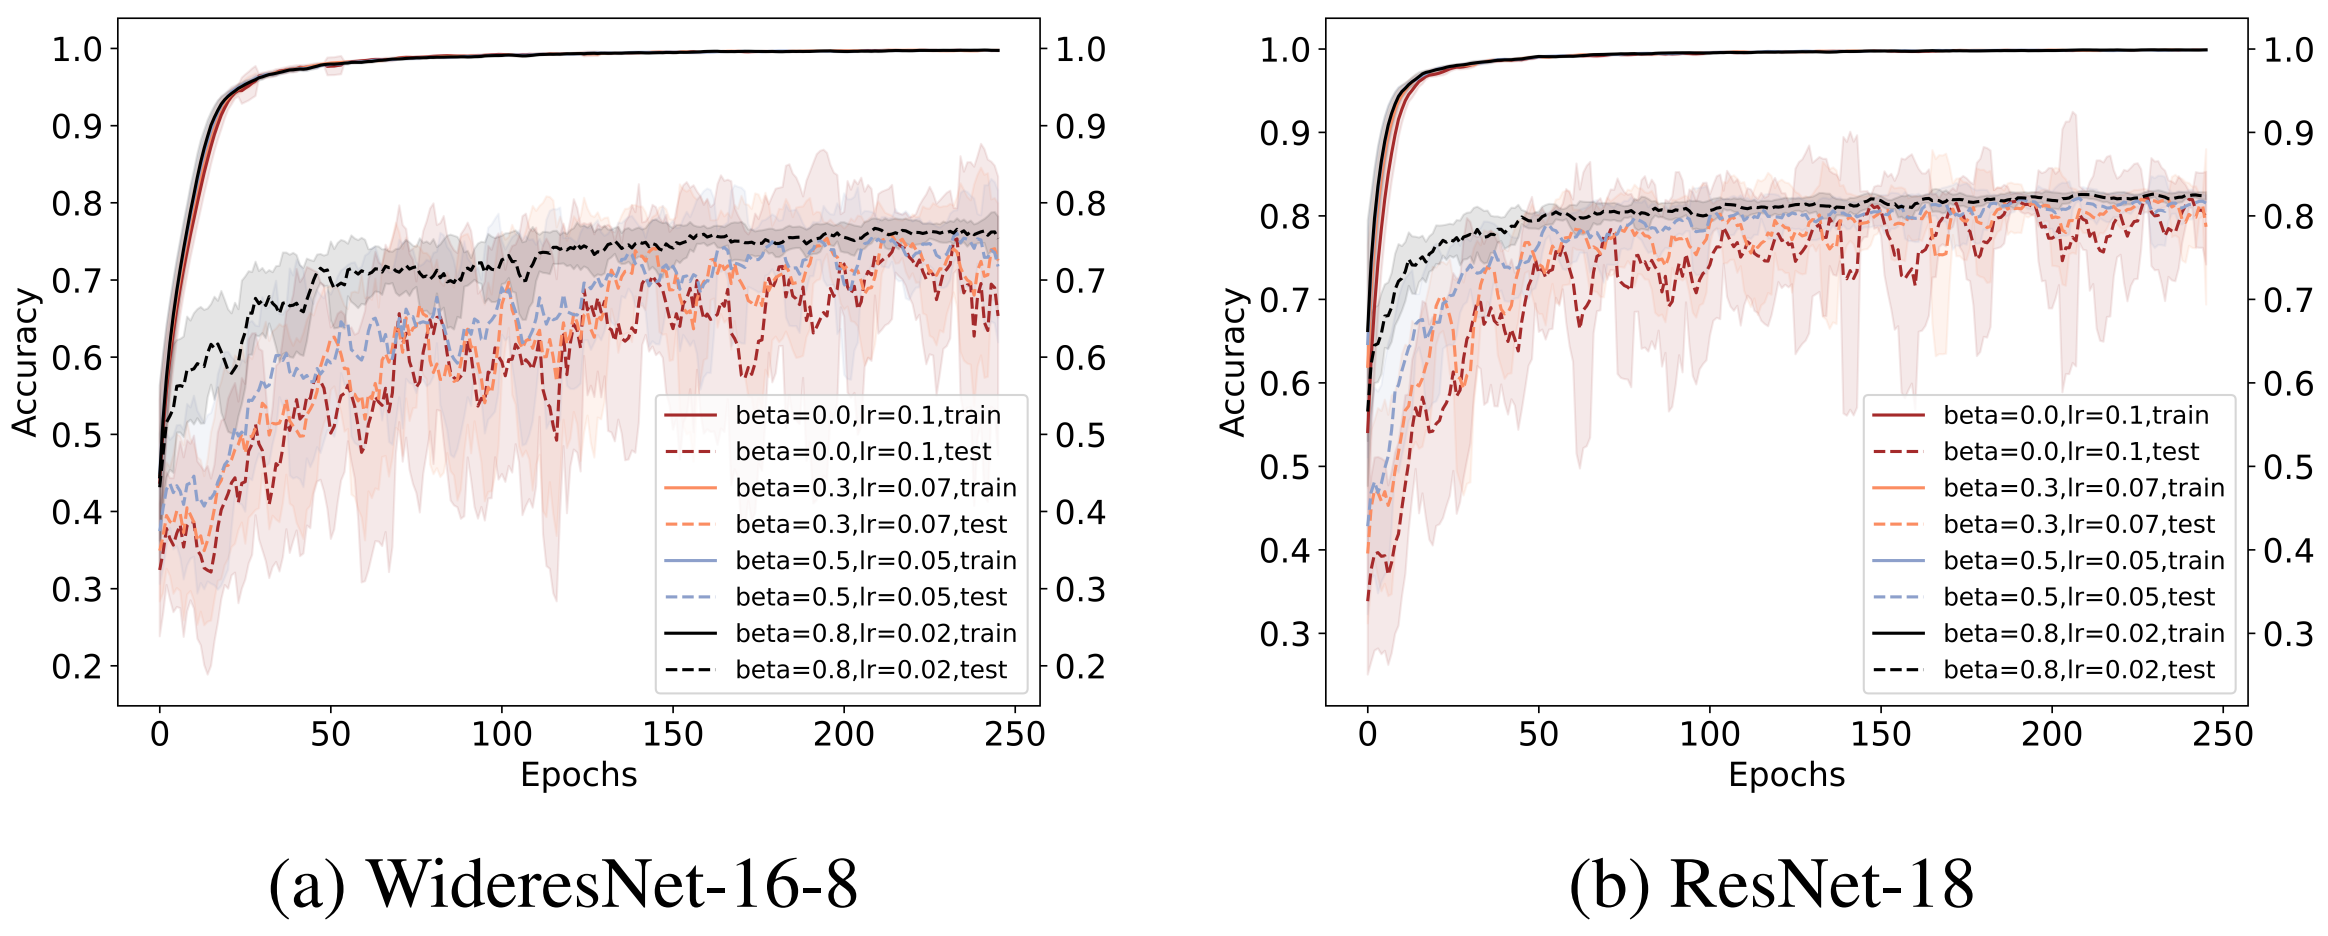 1.0
0.9
0.8
0.7
0.6
0.5
0.4
0.3
0.2
Accuracy
1.0
0.9
0.8
0.7
0.6
0.5
0.4
0.3
0.2
beta=0.0,lr=0.1,train
beta=0.0,lr=0.1,test
beta=0.3,lr=0.07,train
beta=0.3,lr=0.07,test
beta=0.5,lr=0.05,train
beta=0.5,lr=0.05,test
beta=0.8,lr=0.02,train
beta=0.8,lr=0.02,test
0 50 100 150 200 250
Epochs
(a) WideresNet-16-8
1.0
0.9
0.8
0.7
0.6
0.5
0.4
0.3
Accuracy
1.0
0.9
0.8
0.7
0.6
0.5
0.4
0.3
beta=0.0,lr=0.1,train
beta=0.0,lr=0.1,test
beta=0.3,lr=0.07,train
beta=0.3,lr=0.07,test
beta=0.5,lr=0.05,train
beta=0.5,lr=0.05,test
beta=0.8,lr=0.02,train
beta=0.8,lr=0.02,test
0 50 100 150 200 250
Epochs
(b) ResNet-18